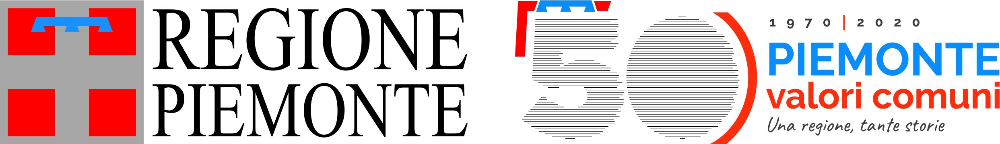 REGIONE
PIEMONTE
50
1970 | 2020
PIEMONTE
valori comuni
Una regione, tante storie